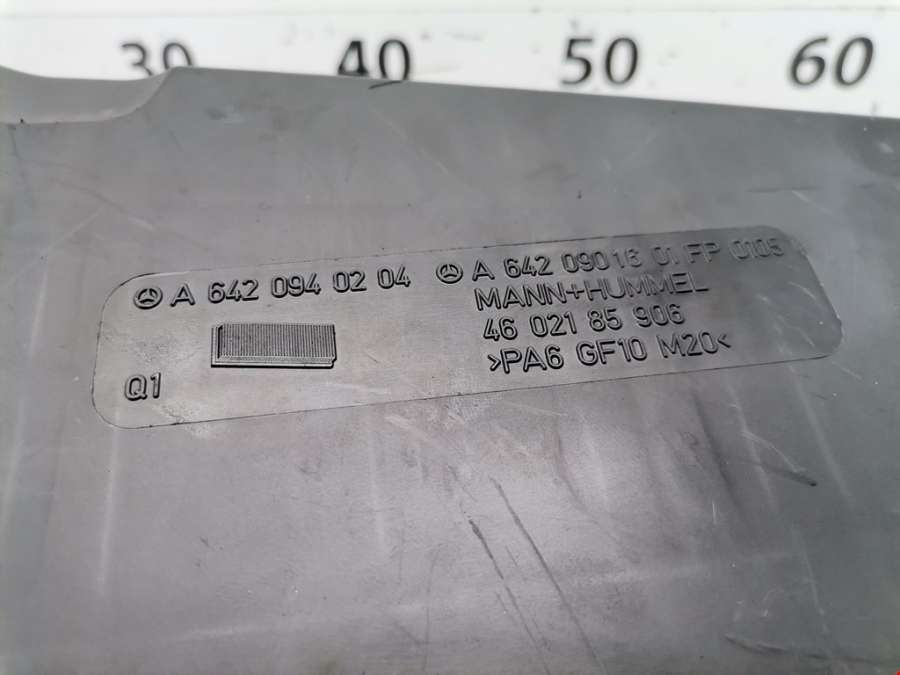 30 40 50 60
A 642 094 02 04
A 642 090 16 01 FP 0105
MANN+HUMMEL
46 021 85 906
>PA6 GF10 M20<
Q1